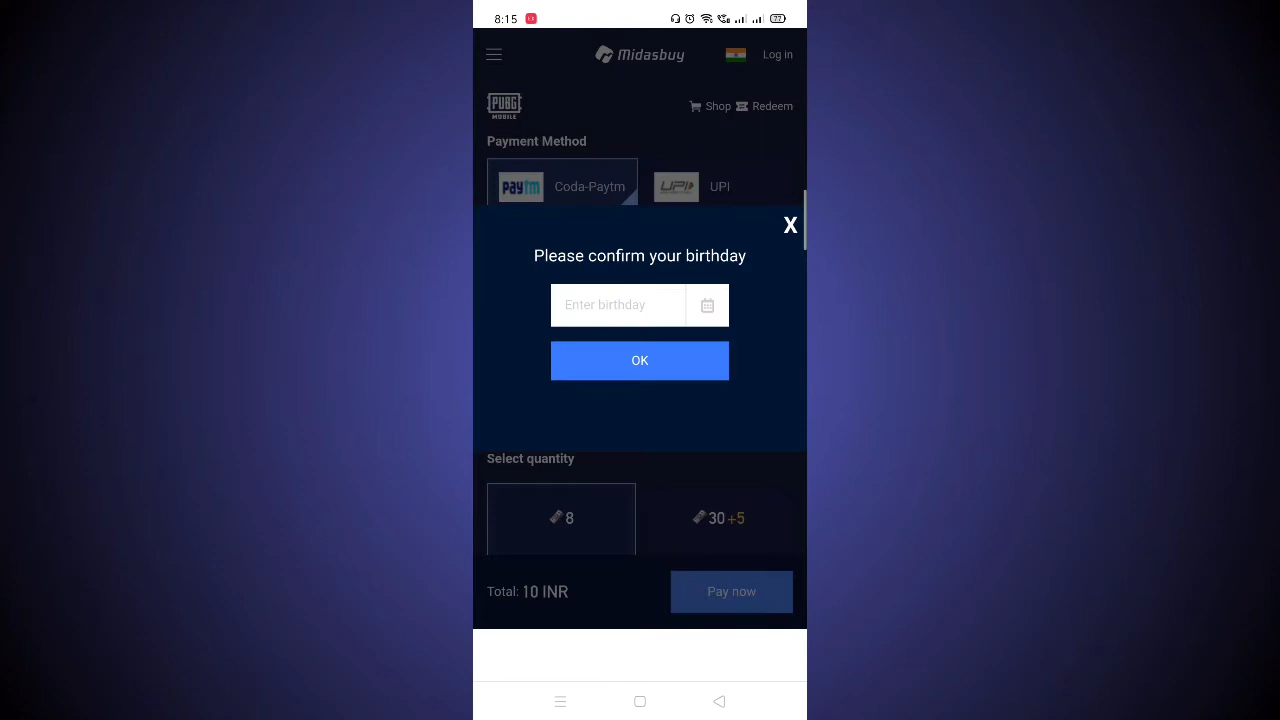 8:15
77
Midasbuy
Log in
PUBG
MOBILE
Shop
Redeem
Payment Method
paytm
Coda-Paytm
UPI
UPI
X
Please confirm your birthday
Enter birthday
OK
Select quantity
8
30+5
Total: 10 INR
Pay now